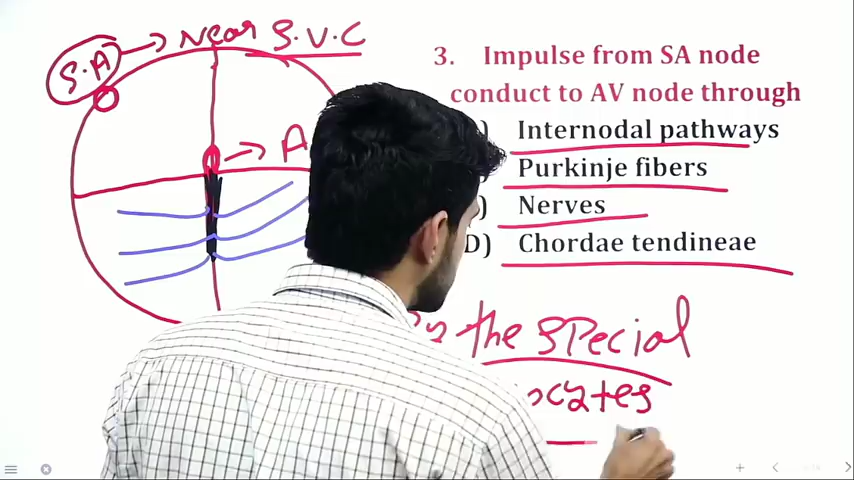 S.A → Near S.V.C
→ A
3. Impulse from SA node
conduct to AV node through
) Internodal pathways
Purkinje fibers
) Nerves
D) Chordae tendineae
the special
ocytes